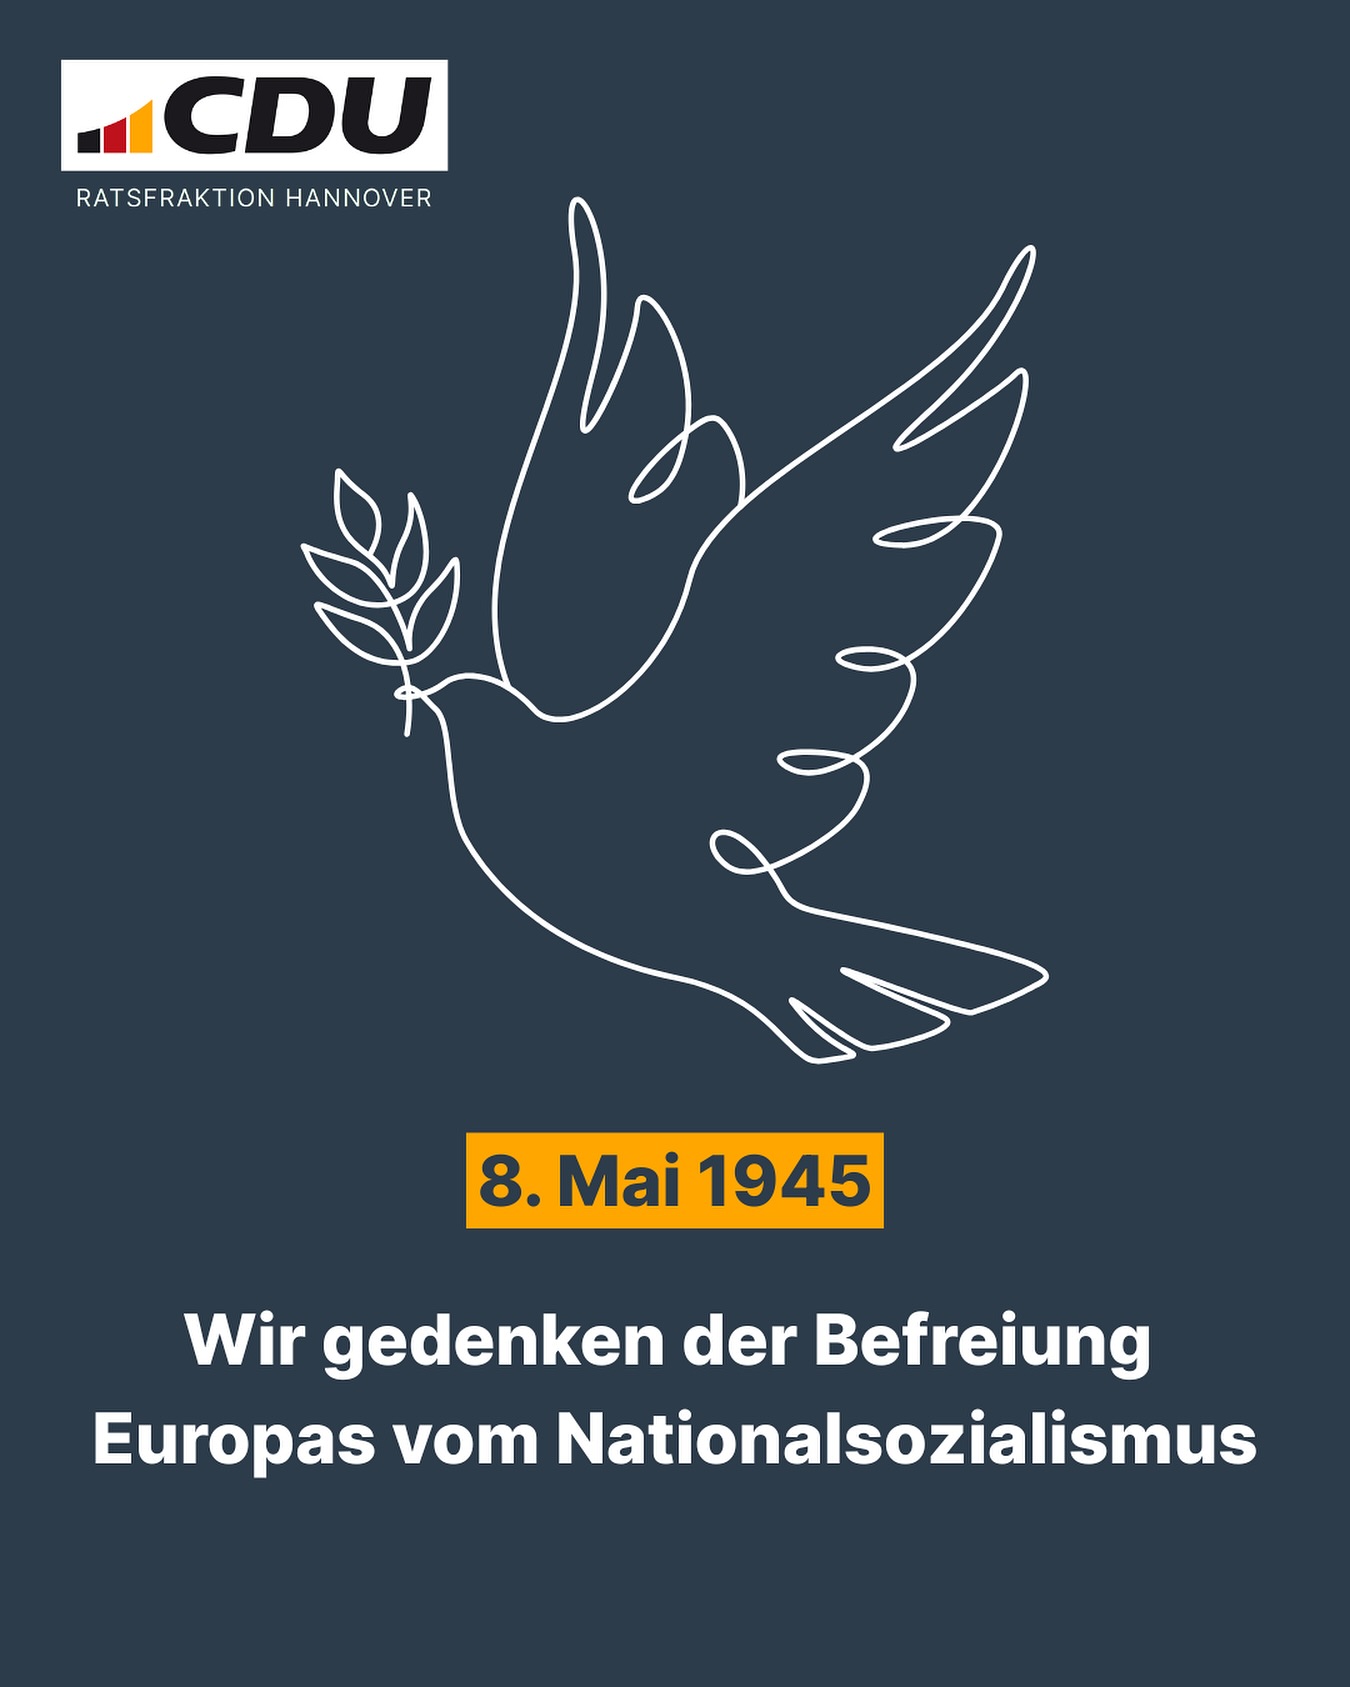 CDU
RATSFRAKTION HANNOVER
8. Mai 1945
Wir gedenken der Befreiung
Europas vom Nationalsozialismus